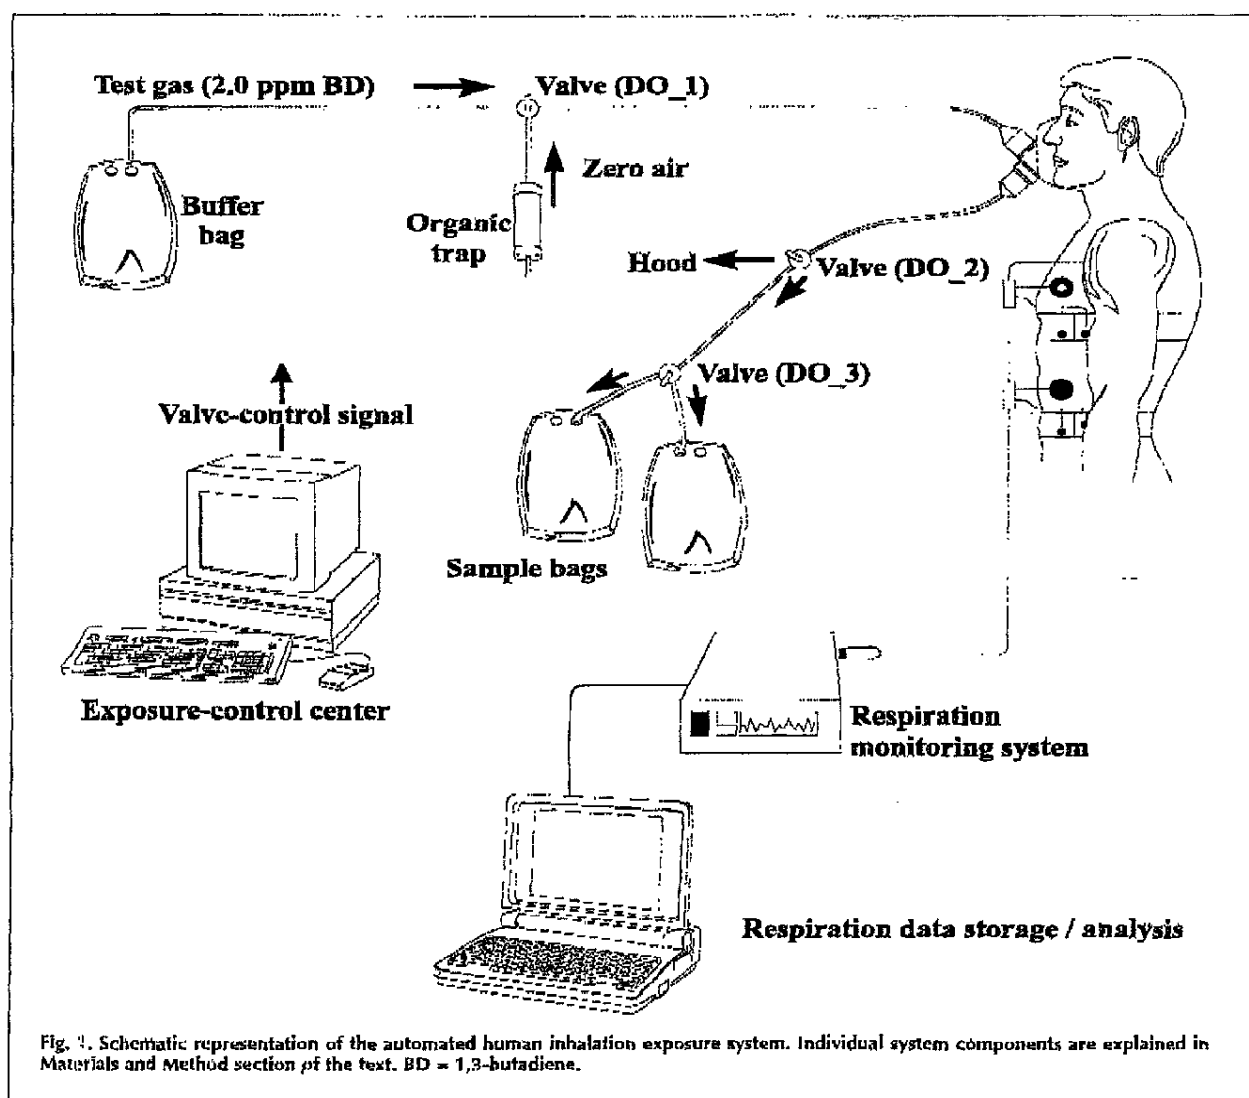 Test gas (2.0 ppm BD)
Valve (DO_1)
Zero air
Buffer
bag
Organic
trap
Hood
Valve (DO_2)
Valve (DO_3)
Valve-control signal
Sample bags
Exposure-control center
Respiration
monitoring system
Respiration data storage / analysis
Fig. 1. Schematic representation of the automated human inhalation exposure system. Individual system components are explained in
Materials and Method section of the text. BD = 1,3-butadiene.